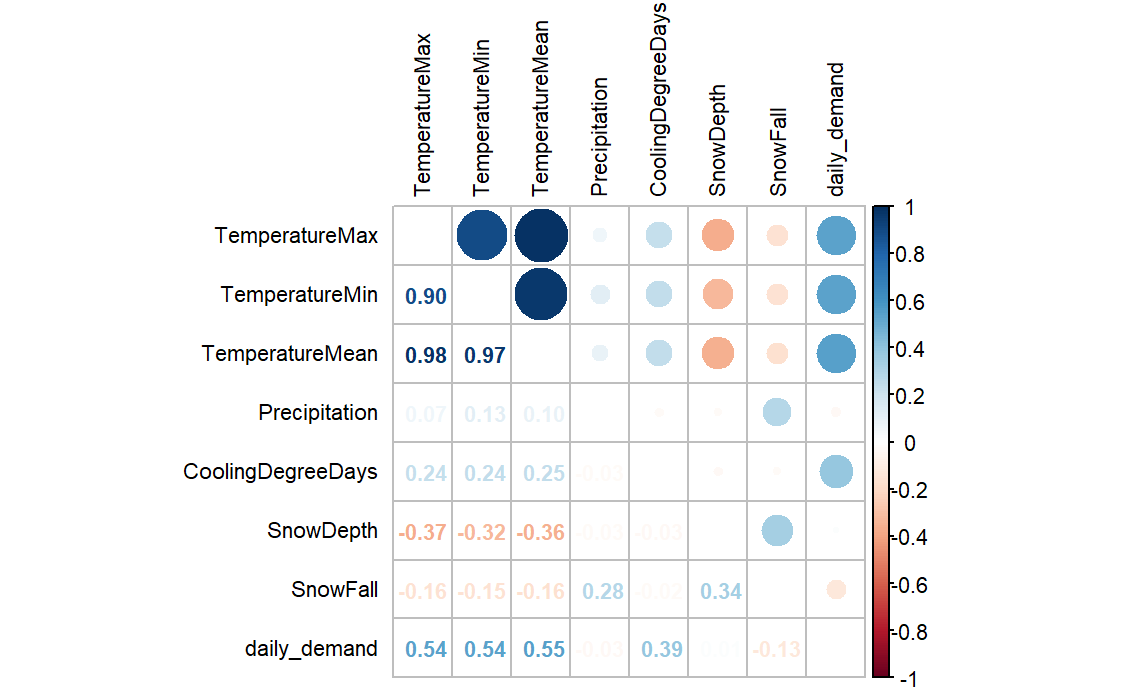 TemperatureMax
TemperatureMin
TemperatureMean
Precipitation
CoolingDegreeDays
SnowDepth
SnowFall
daily_demand
TemperatureMax
TemperatureMin 0.90
TemperatureMean 0.98 0.97
Precipitation 0.07 0.13 0.10
CoolingDegreeDays 0.24 0.24 0.25 -0.03
SnowDepth -0.37 -0.32 -0.36 -0.03 -0.03
SnowFall -0.16 -0.15 -0.16 0.28 -0.02 0.34
daily_demand 0.54 0.54 0.55 -0.03 0.39 0.01 -0.13
1
0.8
0.6
0.4
0.2
0
-0.2
-0.4
-0.6
-0.8
-1